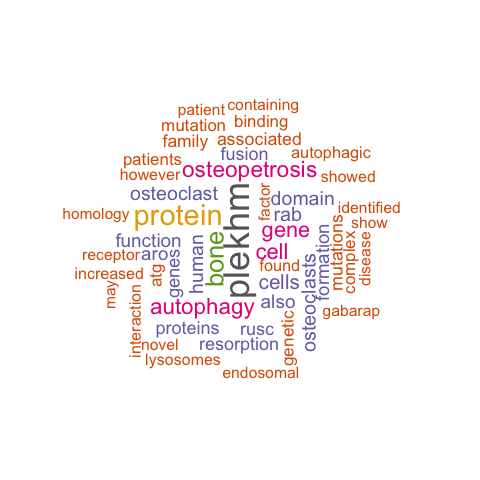 containing
patient
mutation
binding
family
associated
fusion
autophagic
patients
osteopetrosis
however
showed
osteoclast
domain
factor
plekhm
identified
homology
protein
rab
show
gene
function
human
bone
mutations
receptor
aros
cell
formation
complex
disease
increased
atg
genes
found
cells
osteoclasts
may
autophagy
also
gabarap
interaction
proteins
rusc
genetic
novel
resorption
lysosomes
endosomal